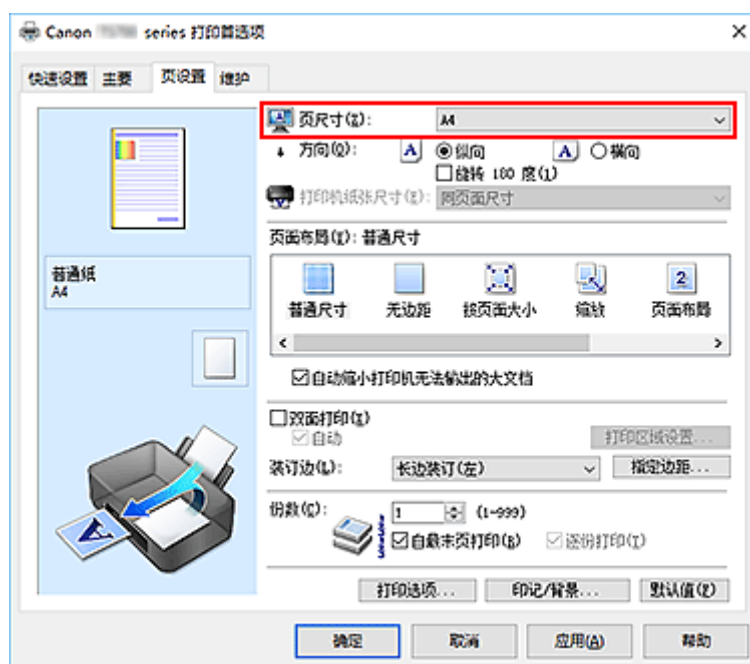 Canon series 打印首选项
快速设置 主要 页设置 维护
页尺寸(Z): A4
方向(O): A 纵向 A 横向
旋转 180 度(1)
打印机纸张尺寸(E): 同页面尺寸
页面布局(Y): 普通尺寸
普通尺寸 无边距 按页面大小 缩放 页面布局
自动缩小打印机无法输出的大文档
普通纸
A4
双面打印(X)
自动
打印区域设置...
装订边(L): 长边装订(左) 指定边距...
份数(C): 1 (1-999)
自最末页打印(R) 逐份打印(T)
打印选项... 印记/背景... 默认值
确定 取消 应用(A) 帮助